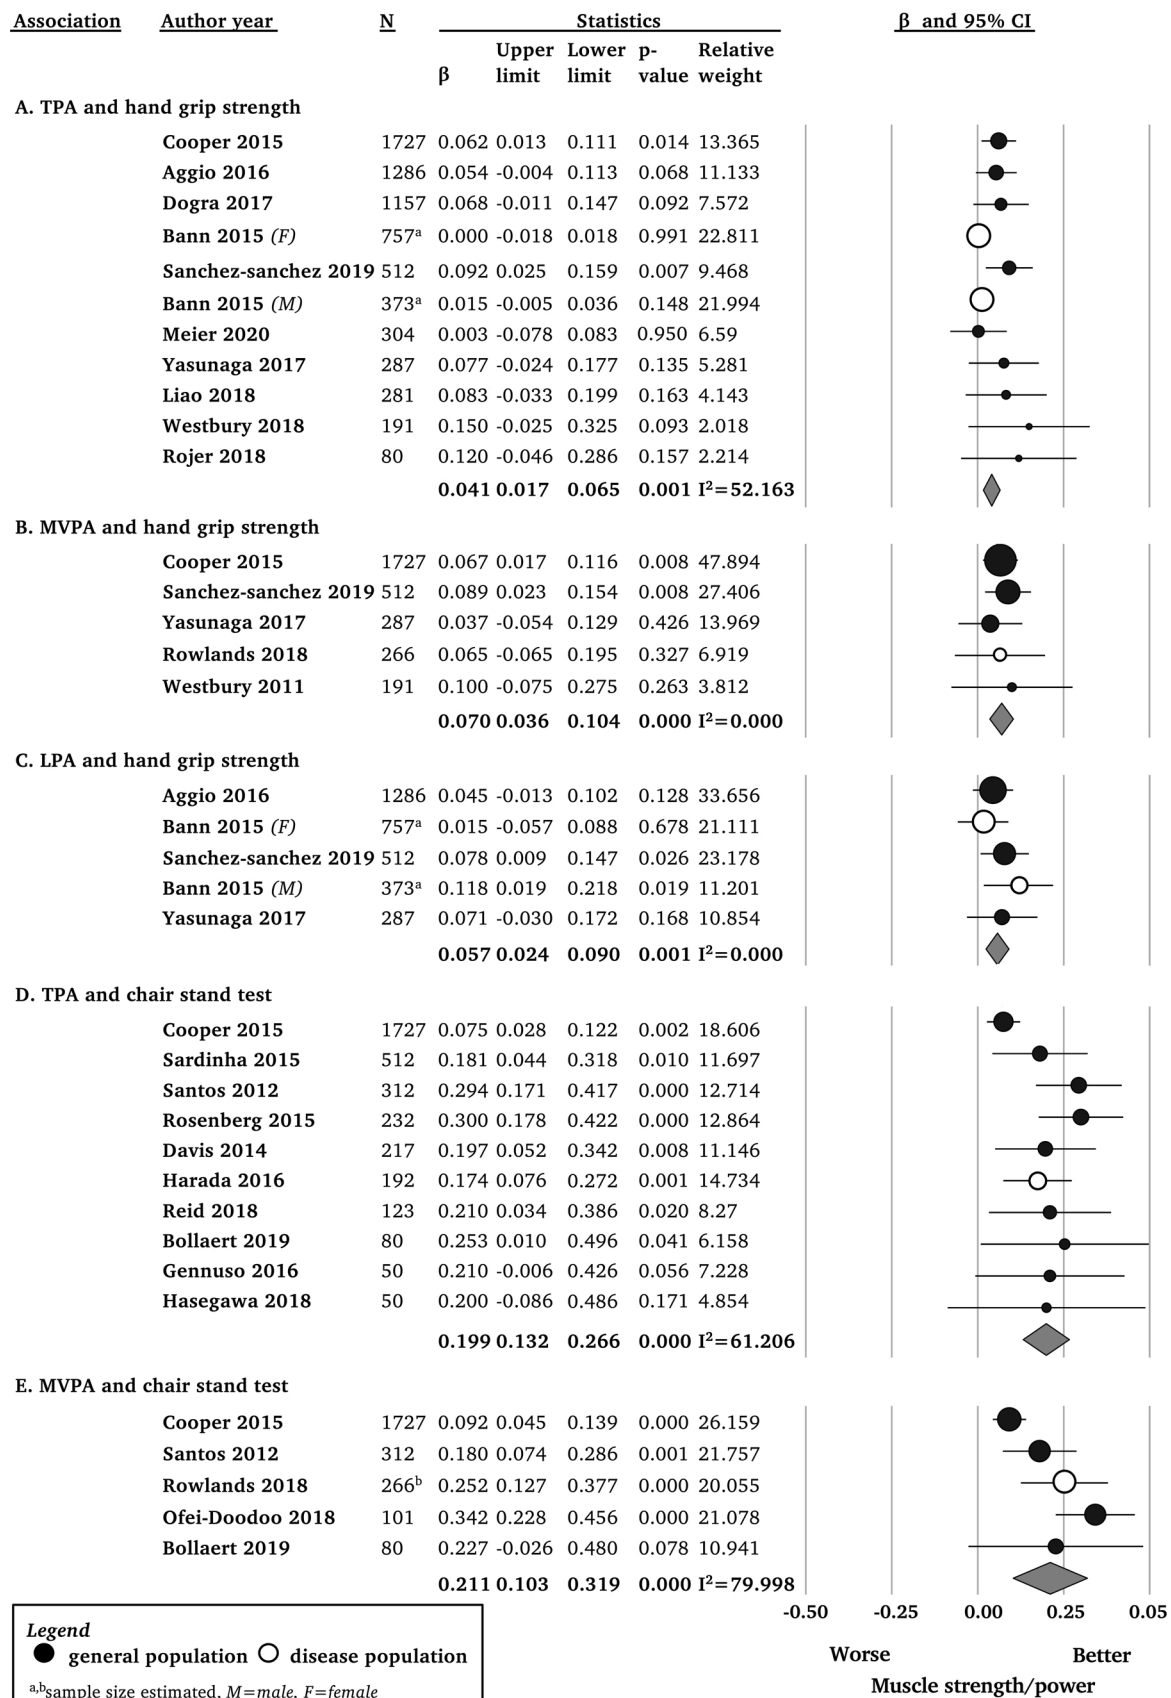 Association Author year N Statistics β and 95% CI
β Upper limit Lower limit p-value Relative weight
A. TPA and hand grip strength
Cooper 2015 1727 0.062 0.013 0.111 0.014 13.365
Aggio 2016 1286 0.054 -0.004 0.113 0.068 11.133
Dogra 2017 1157 0.068 -0.011 0.147 0.092 7.572
Bann 2015 (F) 757a 0.000 -0.018 0.018 0.991 22.811
Sanchez-sanchez 2019 512 0.092 0.025 0.159 0.007 9.468
Bann 2015 (M) 373a 0.015 -0.005 0.036 0.148 21.994
Meier 2020 304 0.003 -0.078 0.083 0.950 6.59
Yasunaga 2017 287 0.077 -0.024 0.177 0.135 5.281
Liao 2018 281 0.083 -0.033 0.199 0.163 4.143
Westbury 2018 191 0.150 -0.025 0.325 0.093 2.018
Rojer 2018 80 0.120 -0.046 0.286 0.157 2.214
0.041 0.017 0.065 0.001 I²=52.163
B. MVPA and hand grip strength
Cooper 2015 1727 0.067 0.017 0.116 0.008 47.894
Sanchez-sanchez 2019 512 0.089 0.023 0.154 0.008 27.406
Yasunaga 2017 287 0.037 -0.054 0.129 0.426 13.969
Rowlands 2018 266 0.065 -0.065 0.195 0.327 6.919
Westbury 2011 191 0.100 -0.075 0.275 0.263 3.812
0.070 0.036 0.104 0.000 I²=0.000
C. LPA and hand grip strength
Aggio 2016 1286 0.045 -0.013 0.102 0.128 33.656
Bann 2015 (F) 757a 0.015 -0.057 0.088 0.678 21.111
Sanchez-sanchez 2019 512 0.078 0.009 0.147 0.026 23.178
Bann 2015 (M) 373a 0.118 0.019 0.218 0.019 11.201
Yasunaga 2017 287 0.071 -0.030 0.172 0.168 10.854
0.057 0.024 0.090 0.001 I²=0.000
D. TPA and chair stand test
Cooper 2015 1727 0.075 0.028 0.122 0.002 18.606
Sardinha 2015 512 0.181 0.044 0.318 0.010 11.697
Santos 2012 312 0.294 0.171 0.417 0.000 12.714
Rosenberg 2015 232 0.300 0.178 0.422 0.000 12.864
Davis 2014 217 0.197 0.052 0.342 0.008 11.146
Harada 2016 192 0.174 0.076 0.272 0.001 14.734
Reid 2018 123 0.210 0.034 0.386 0.020 8.27
Bollaert 2019 80 0.253 0.010 0.496 0.041 6.158
Gennuso 2016 50 0.210 -0.006 0.426 0.056 7.228
Hasegawa 2018 50 0.200 -0.086 0.486 0.171 4.854
0.199 0.132 0.266 0.000 I²=61.206
E. MVPA and chair stand test
Cooper 2015 1727 0.092 0.045 0.139 0.000 26.159
Santos 2012 312 0.180 0.074 0.286 0.001 21.757
Rowlands 2018 266b 0.252 0.127 0.377 0.000 20.055
Ofei-Doodoo 2018 101 0.342 0.228 0.456 0.000 21.078
Bollaert 2019 80 0.227 -0.026 0.480 0.078 10.941
0.211 0.103 0.319 0.000 I²=79.998
-0.50 -0.25 0.00 0.25 0.05
Worse Better
Muscle strength/power
Legend
general population disease population
a,bsample size estimated, M=male, F=female